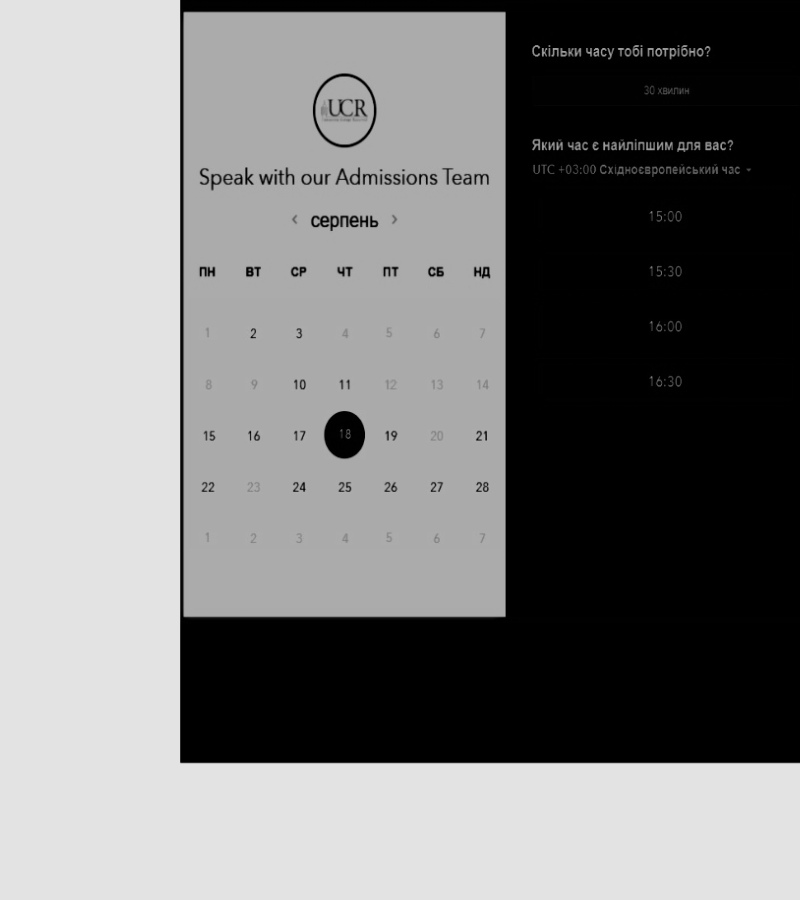 UCR
Speak with our Admissions Team
серпень
ПН ВТ СР ЧТ ПТ СБ НД
1 2 3 4 5 6 7
8 9 10 11 12 13 14
15 16 17 18 19 20 21
22 23 24 25 26 27 28
1 2 3 4 5 6 7
Скільки часу тобі потрібно?
30 хвилин
Який час є найліпшим для вас?
UTC +03:00 Східноєвропейський час
15:00
15:30
16:00
16:30